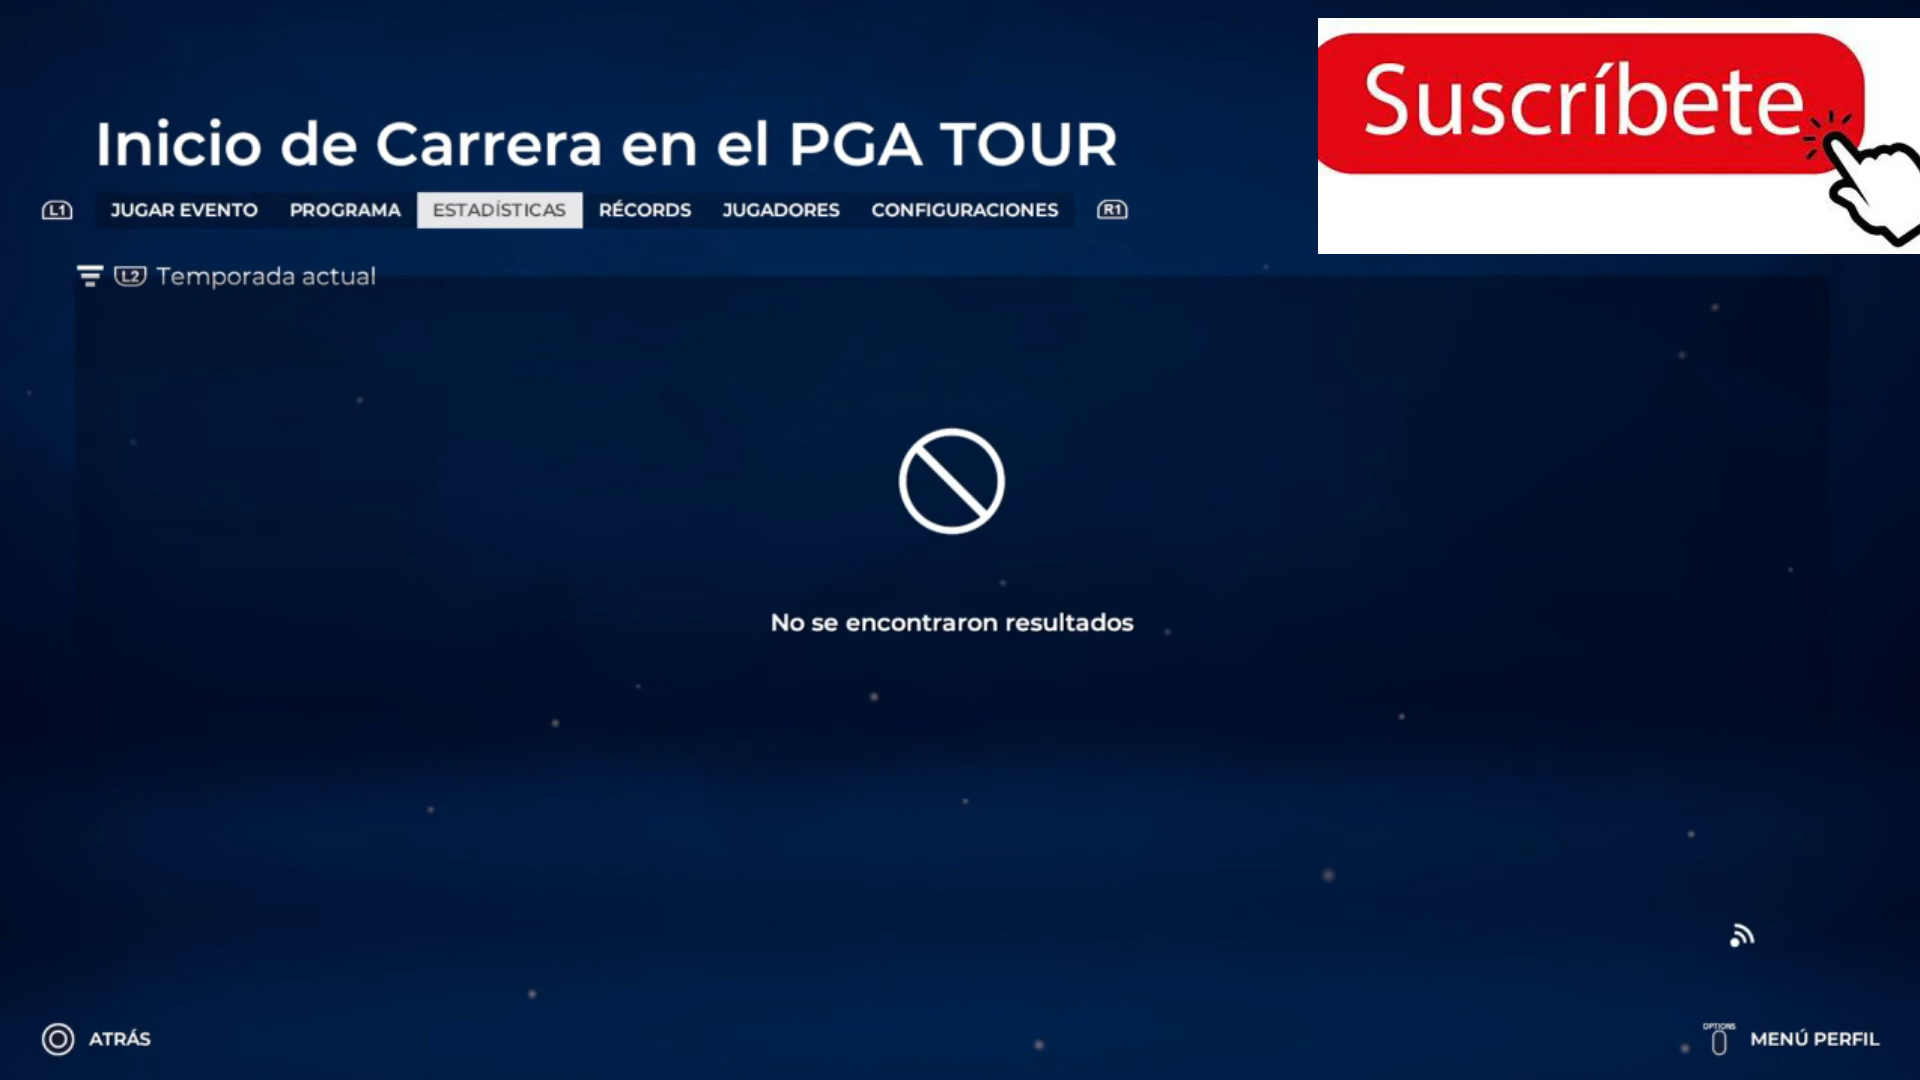 Suscríbete
Inicio de Carrera en el PGA TOUR
L1 JUGAR EVENTO PROGRAMA ESTADÍSTICAS RÉCORDS JUGADORES CONFIGURACIONES R1
L2 Temporada actual
No se encontraron resultados
ATRÁS
OPTIONS MENÚ PERFIL